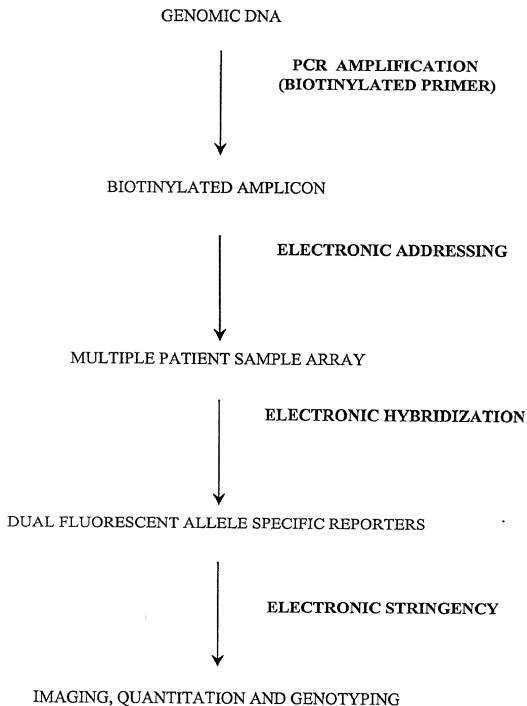 GENOMIC DNA
PCR AMPLIFICATION
(BIOTINYLATED PRIMER)
BIOTINYLATED AMPLICON
ELECTRONIC ADDRESSING
MULTIPLE PATIENT SAMPLE ARRAY
ELECTRONIC HYBRIDIZATION
DUAL FLUORESCENT ALLELE SPECIFIC REPORTERS
ELECTRONIC STRINGENCY
IMAGING, QUANTITATION AND GENOTYPING